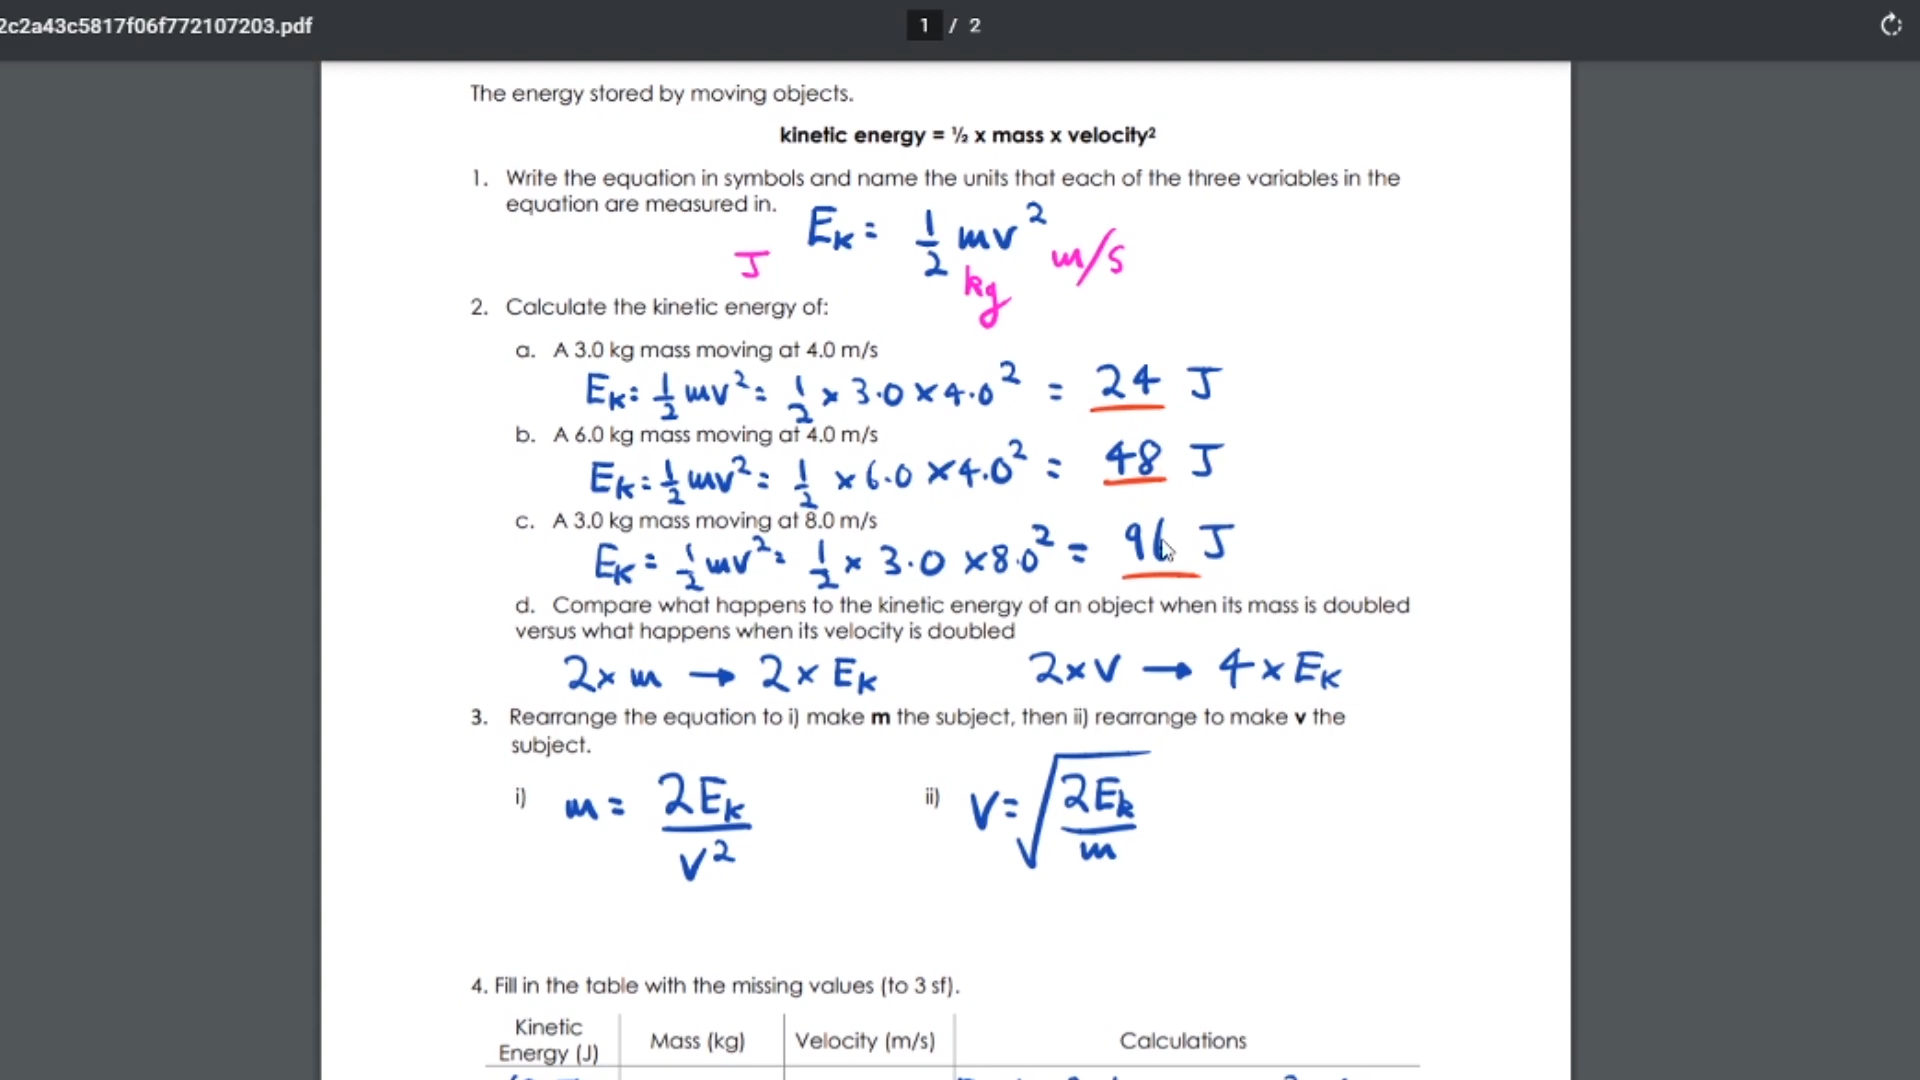 2c2a43c5817f06f772107203.pdf
1 / 2
The energy stored by moving objects.
kinetic energy = ½ x mass x velocity²
1. Write the equation in symbols and name the units that each of the three variables in the
equation are measured in.
Eₖ = ½ mv²
J kg m/s
2. Calculate the kinetic energy of:
a. A 3.0 kg mass moving at 4.0 m/s
Eₖ = ½ mv² = ½ × 3.0 × 4.0² = 24 J
b. A 6.0 kg mass moving at 4.0 m/s
Eₖ = ½ mv² = ½ × 6.0 × 4.0² = 48 J
c. A 3.0 kg mass moving at 8.0 m/s
Eₖ = ½ mv² = ½ × 3.0 × 8.0² = 96 J
d. Compare what happens to the kinetic energy of an object when its mass is doubled
versus what happens when its velocity is doubled
2 × m → 2 × Eₖ 2 × v → 4 × Eₖ
3. Rearrange the equation to i) make m the subject, then ii) rearrange to make v the
subject.
i) m = 2Eₖ / v² ii) v = √(2Eₖ / m)
4. Fill in the table with the missing values (to 3 sf).
Kinetic Energy (J) Mass (kg) Velocity (m/s) Calculations